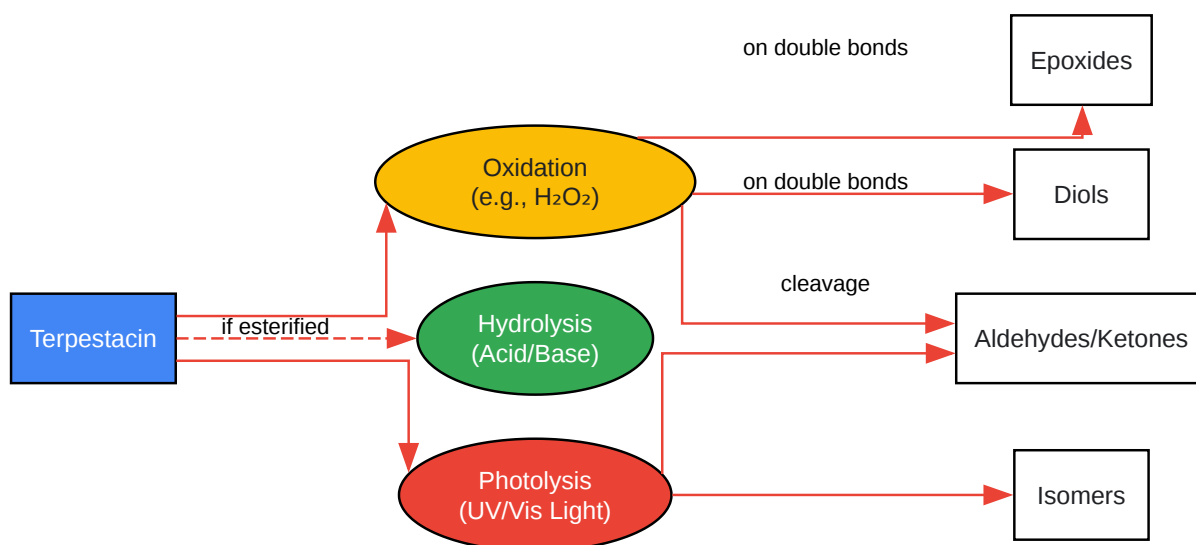 on double bonds
Epoxides
Oxidation
(e.g., H₂O₂)
on double bonds
Diols
cleavage
Terpestacin
if esterified
Hydrolysis
(Acid/Base)
Aldehydes/Ketones
Photolysis
(UV/Vis Light)
Isomers